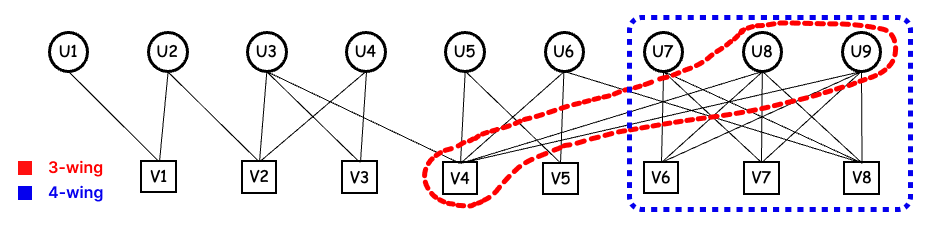 U1 U2 U3 U4 U5 U6 U7 U8 U9
V1 V2 V3 V4 V5 V6 V7 V8
3-wing
4-wing